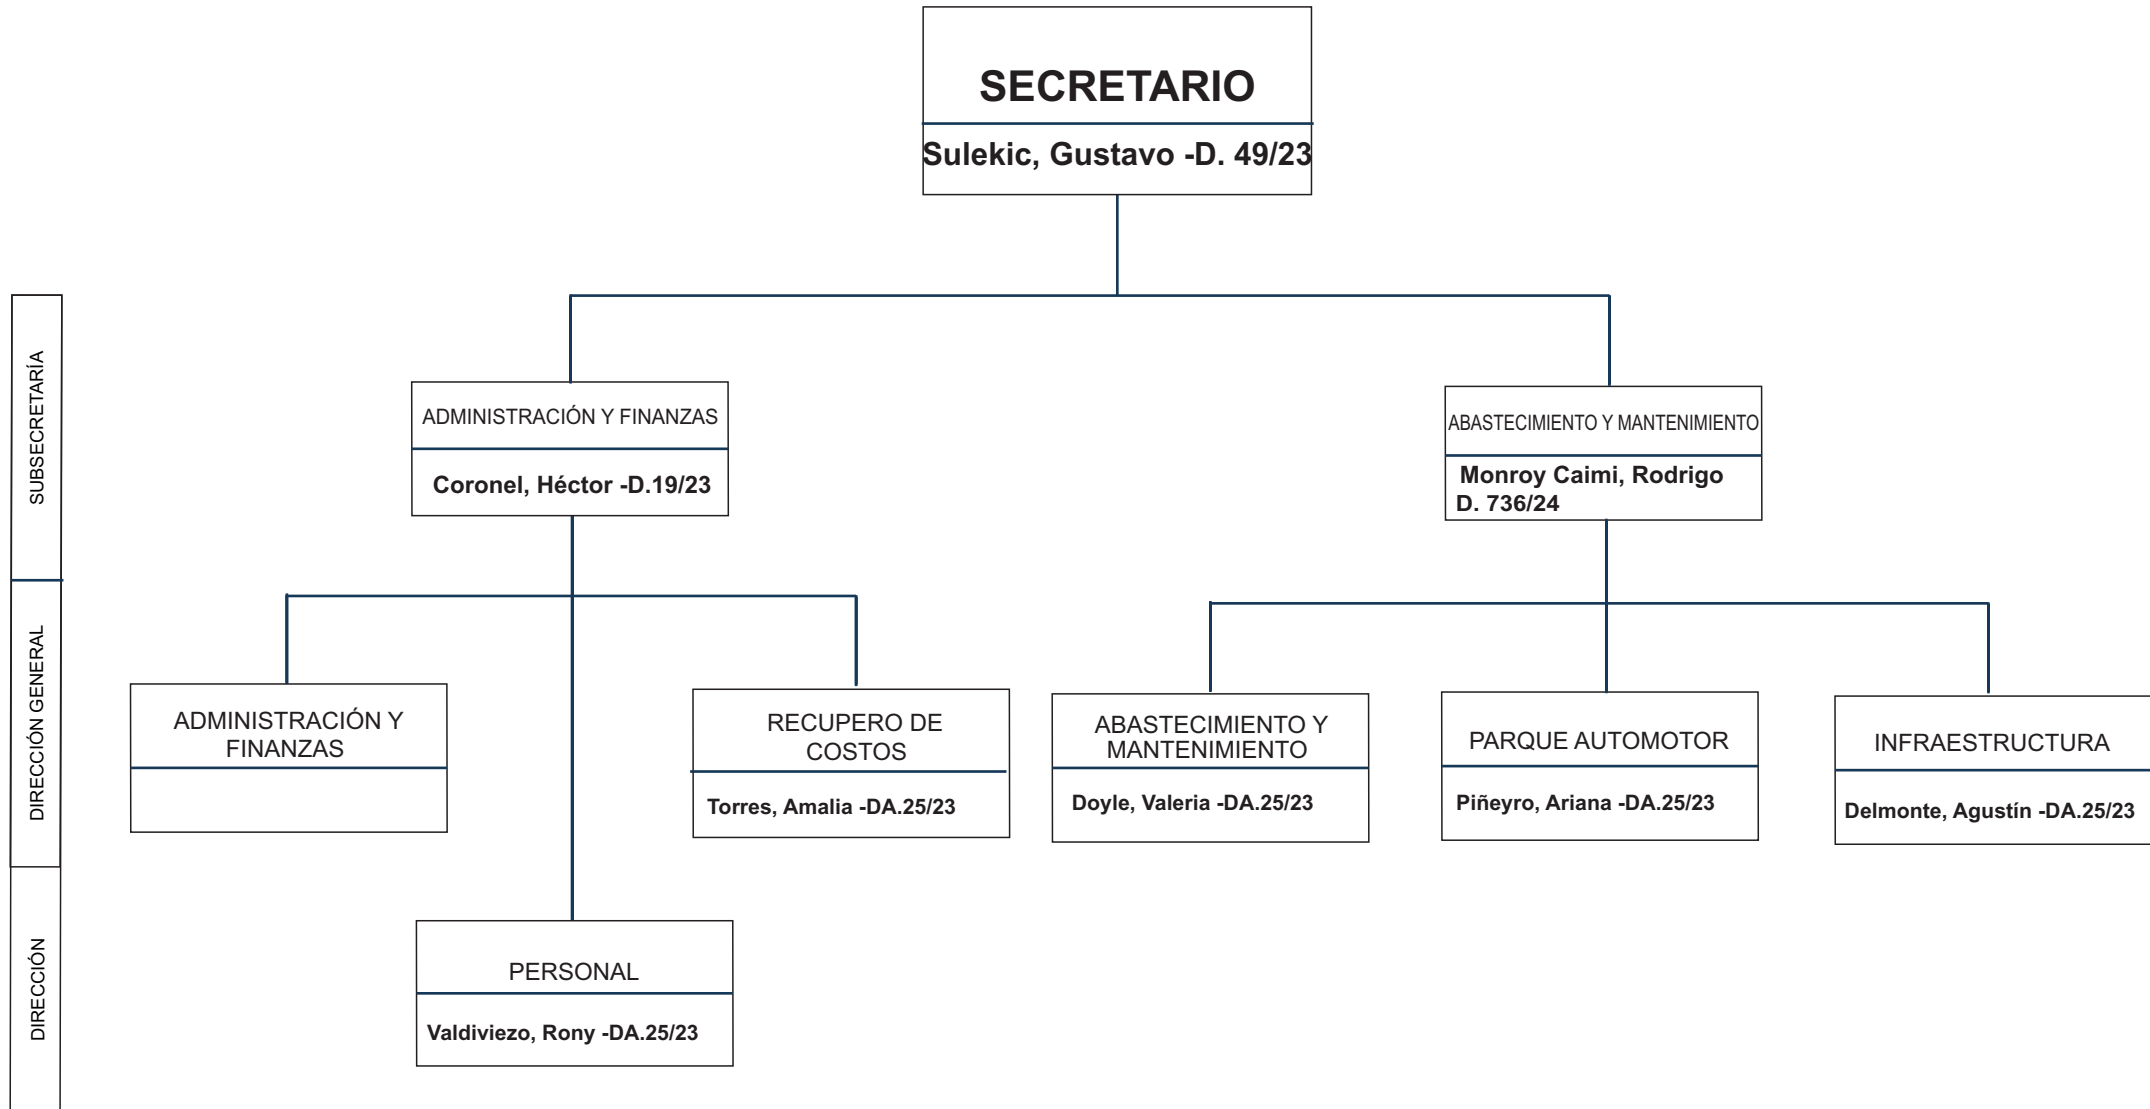 SECRETARIO
Sulekic, Gustavo -D. 49/23
SUBSECRETARÍA
ADMINISTRACIÓN Y FINANZAS
Coronel, Héctor -D.19/23
ABASTECIMIENTO Y MANTENIMIENTO
Monroy Caimi, Rodrigo
D. 736/24
DIRECCIÓN GENERAL
ADMINISTRACIÓN Y
FINANZAS
RECUPERO DE
COSTOS
Torres, Amalia -DA.25/23
ABASTECIMIENTO Y
MANTENIMIENTO
Doyle, Valeria -DA.25/23
PARQUE AUTOMOTOR
Piñeyro, Ariana -DA.25/23
INFRAESTRUCTURA
Delmonte, Agustín -DA.25/23
DIRECCIÓN
PERSONAL
Valdiviezo, Rony -DA.25/23